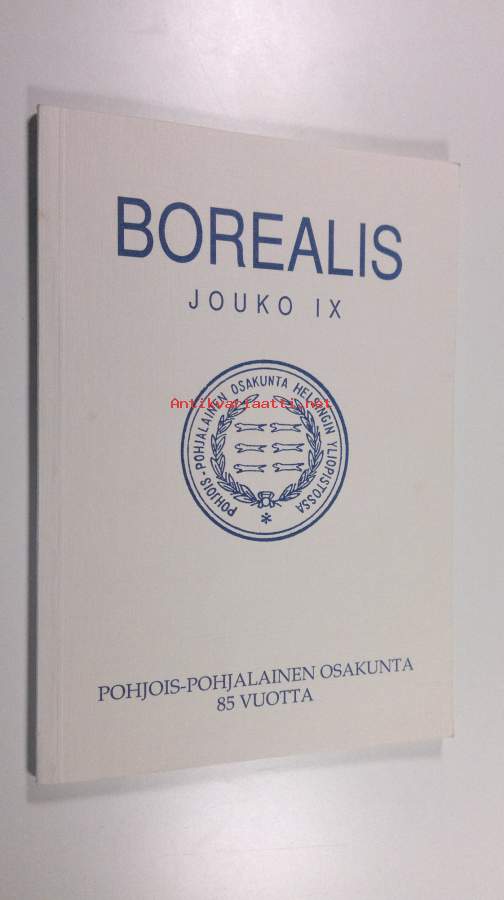 BOREALIS
JOUKO IX
POHJOIS-POHJALAINEN OSAKUNTA HELSINGIN YLIOPISTOSSA
Antikvariaatti.net
POHJOIS-POHJALAINEN OSAKUNTA
85 VUOTTA